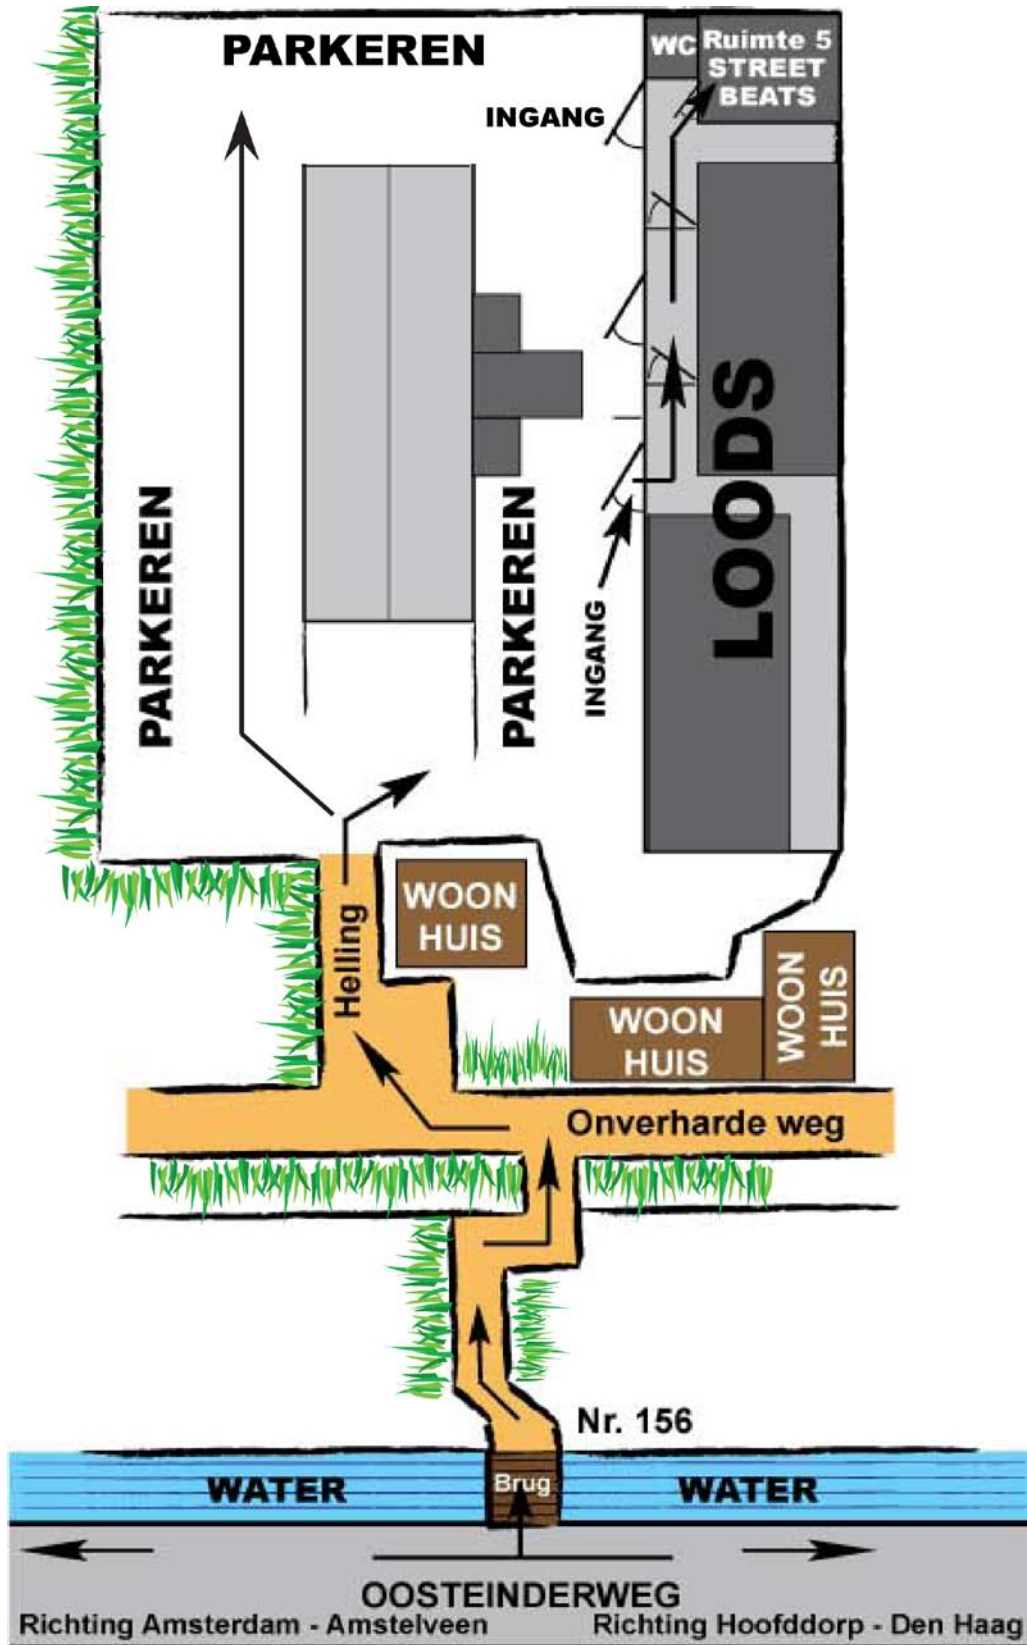 PARKEREN
WC
Ruimte 5
STREET
BEATS
INGANG
PARKEREN
PARKEREN
INGANG
LOODS
WOON
HUIS
Helling
WOON
HUIS
WOON
HUIS
Onverharde weg
Nr. 156
WATER
Brug
WATER
OOSTEINDERWEG
Richting Amsterdam - Amstelveen
Richting Hoofddorp - Den Haag